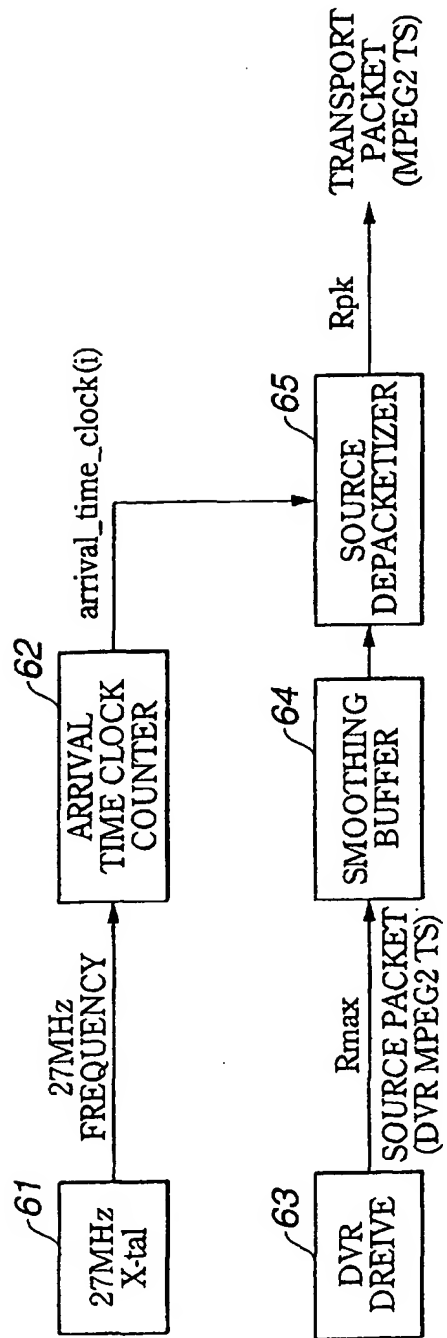 61
27MHz
X-tal
27MHz
FREQUENCY
62
ARRIVAL
TIME CLOCK
COUNTER
arrival_time_clock(i)
63
DVR
DREIVE
Rmax
SOURCE PACKET
(DVR MPEG2 TS)
64
SMOOTHING
BUFFER
65
SOURCE
DEPACKETIZER
Rpk
TRANSPORT
PACKET
(MPEG2 TS)